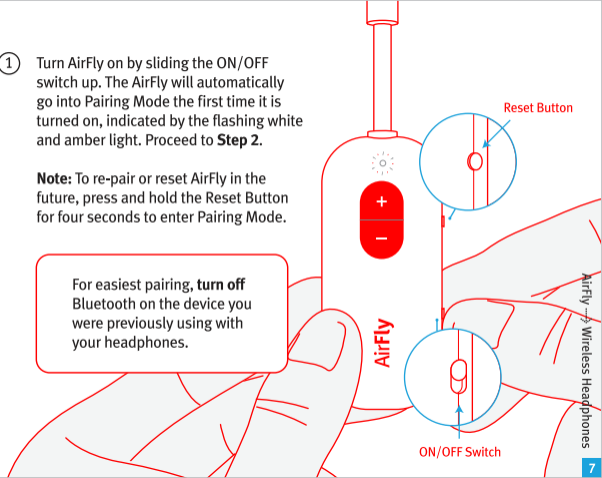 1
Turn AirFly on by sliding the ON/OFF
switch up. The AirFly will automatically
go into Pairing Mode the first time it is
turned on, indicated by the flashing white
and amber light. Proceed to Step 2.
Note: To re-pair or reset AirFly in the
future, press and hold the Reset Button
for four seconds to enter Pairing Mode.
For easiest pairing, turn off
Bluetooth on the device you
were previously using with
your headphones.
Reset Button
+
–
AirFly
ON/OFF Switch
AirFly --> Wireless Headphones
7